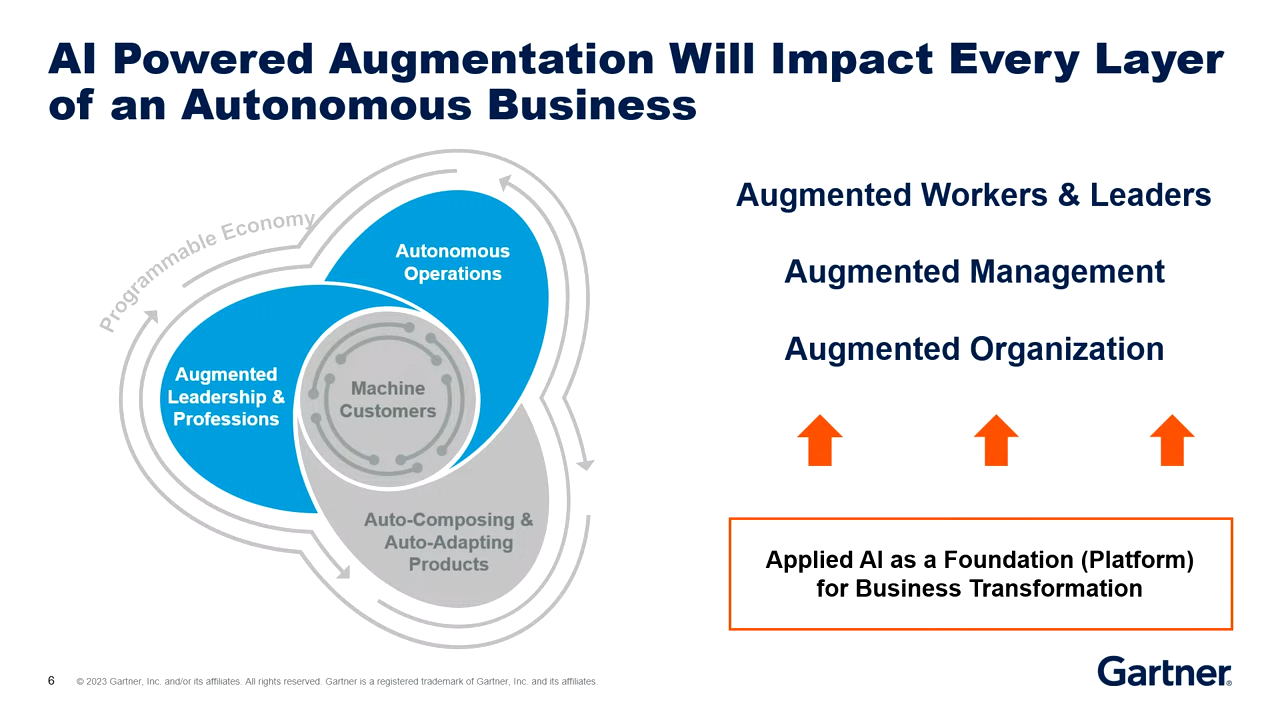 AI Powered Augmentation Will Impact Every Layer
of an Autonomous Business
Programmable Economy
Autonomous
Operations
Augmented
Leadership &
Professions
Machine
Customers
Auto-Composing &
Auto-Adapting
Products
Augmented Workers & Leaders
Augmented Management
Augmented Organization
Applied AI as a Foundation (Platform)
for Business Transformation
6 © 2023 Gartner, Inc. and/or its affiliates. All rights reserved. Gartner is a registered trademark of Gartner, Inc. and its affiliates.
Gartner®